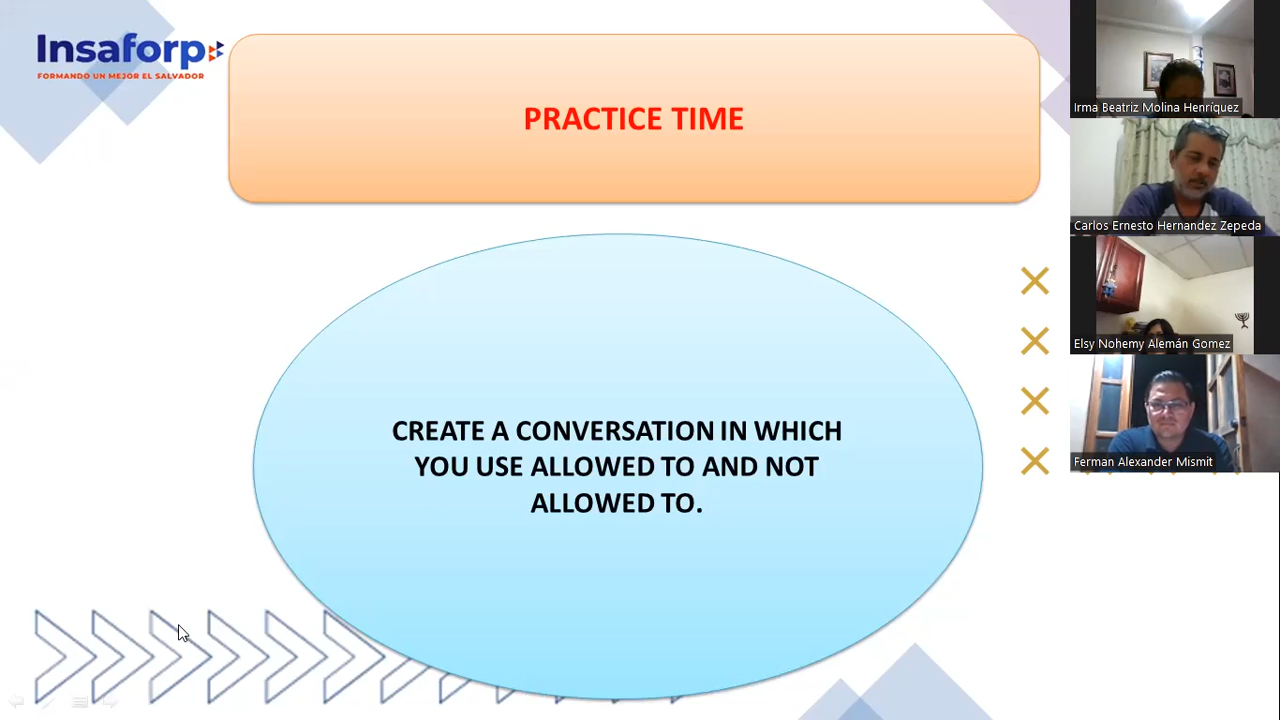 Insaforp
FORMANDO UN MEJOR EL SALVADOR
PRACTICE TIME
CREATE A CONVERSATION IN WHICH
YOU USE ALLOWED TO AND NOT
ALLOWED TO.
Irma Beatriz Molina Henríquez
Carlos Ernesto Hernandez Zepeda
Elsy Nohemy Alemán Gomez
Ferman Alexander Mismit